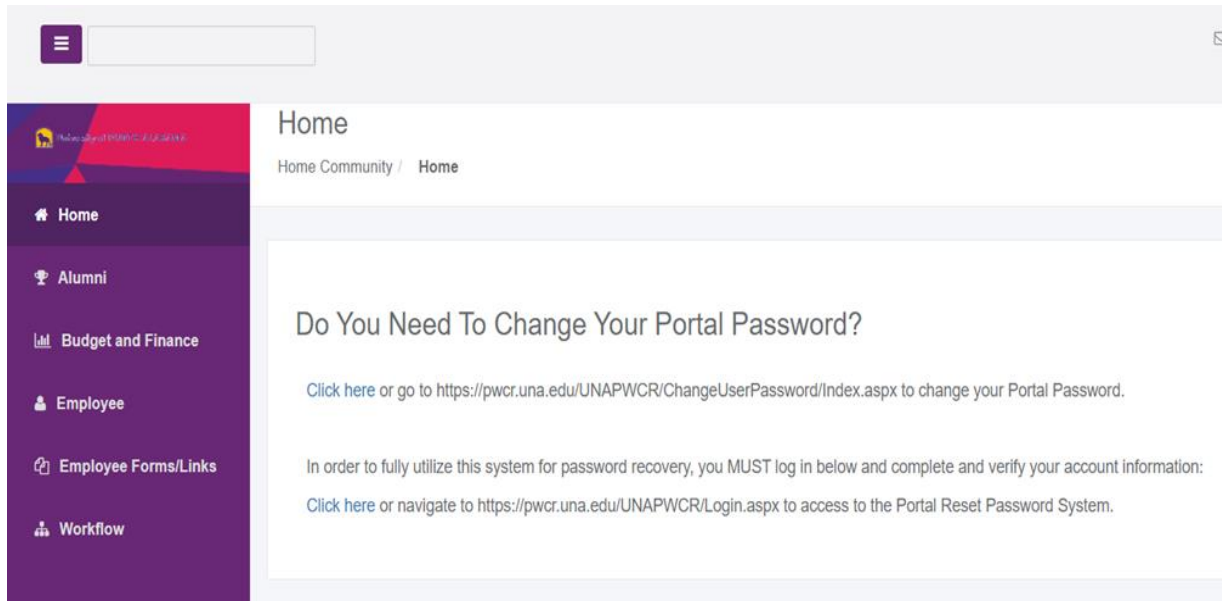 Home
Home Community / Home
Home
Alumni
Budget and Finance
Employee
Employee Forms/Links
Workflow
Do You Need To Change Your Portal Password?
Click here or go to https://pwcr.una.edu/UNAPWCR/ChangeUserPassword/Index.aspx to change your Portal Password.
In order to fully utilize this system for password recovery, you MUST log in below and complete and verify your account information:
Click here or navigate to https://pwcr.una.edu/UNAPWCR/Login.aspx to access to the Portal Reset Password System.